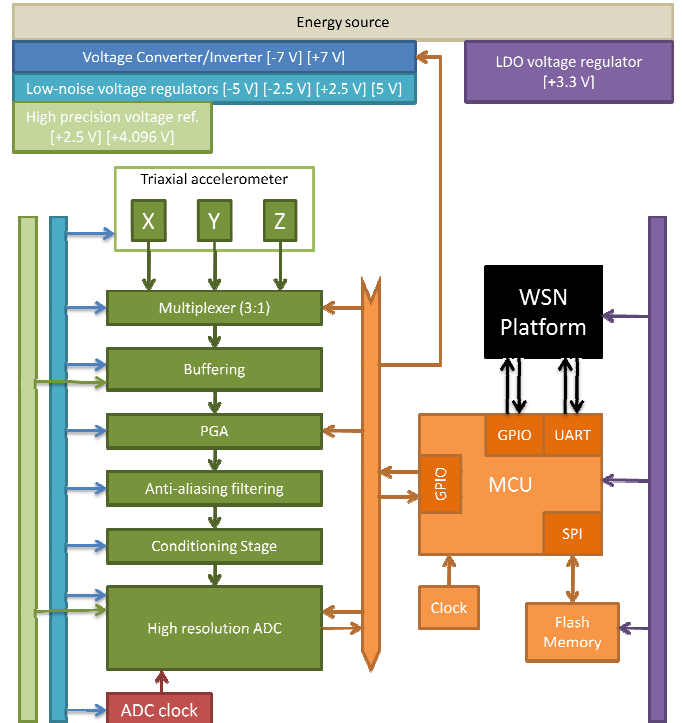 Energy source
Voltage Converter/Inverter [-7 V] [+7 V]
LDO voltage regulator
[+3.3 V]
Low-noise voltage regulators [-5 V] [-2.5 V] [+2.5 V] [5 V]
High precision voltage ref.
[+2.5 V] [+4.096 V]
Triaxial accelerometer
X Y Z
Multiplexer (3:1)
Buffering
PGA
Anti-aliasing filtering
Conditioning Stage
High resolution ADC
ADC clock
WSN
Platform
GPIO UART
GPIO
MCU
SPI
Clock
Flash
Memory